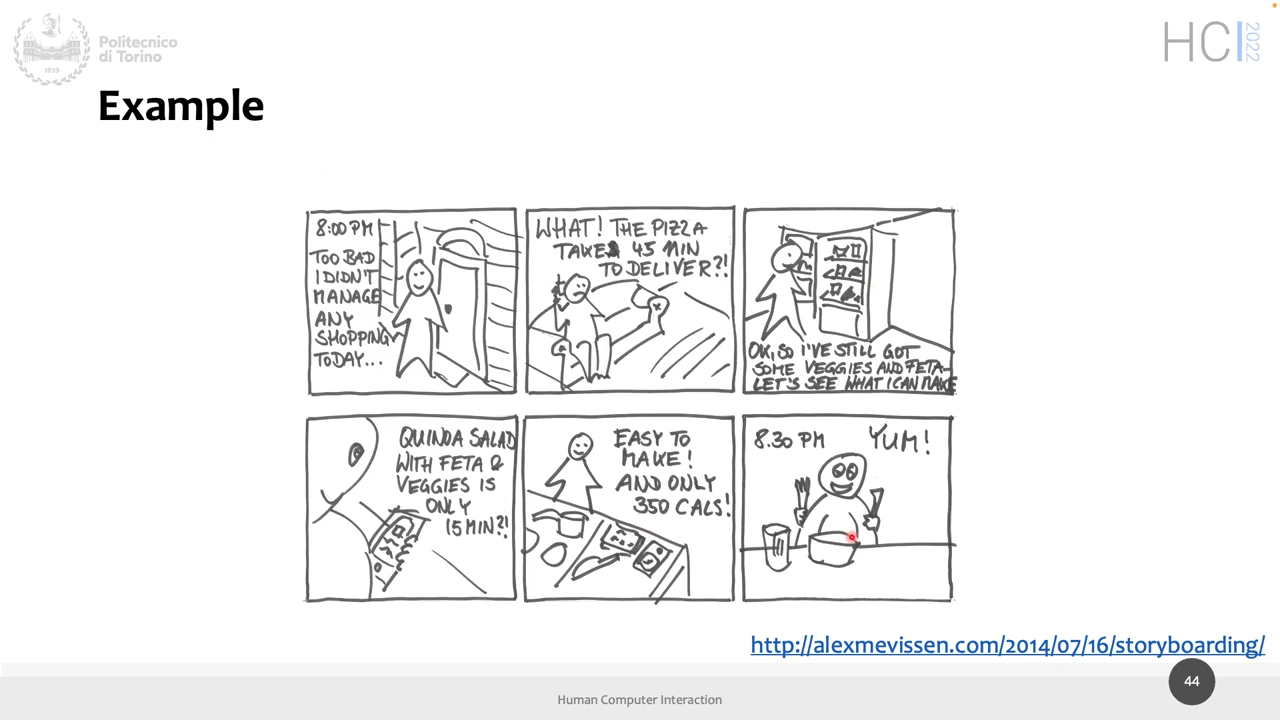 Politecnico
di Torino
1859
HCI 2022
Example
8:00 PM
TOO BAD
I DIDN'T
MANAGE
ANY
SHOPPING
TODAY...
WHAT! THE PIZZA
TAKES 45 MIN
TO DELIVER?!
OK, SO I'VE STILL GOT
SOME VEGGIES AND FETA-
LET'S SEE WHAT I CAN MAKE
QUINOA SALAD
WITH FETA &
VEGGIES IS
ONLY
15 MIN?!
EASY TO
MAKE!
AND ONLY
350 CALS!
8.30 PM YUM!
http://alexmevissen.com/2014/07/16/storyboarding/
44
Human Computer Interaction